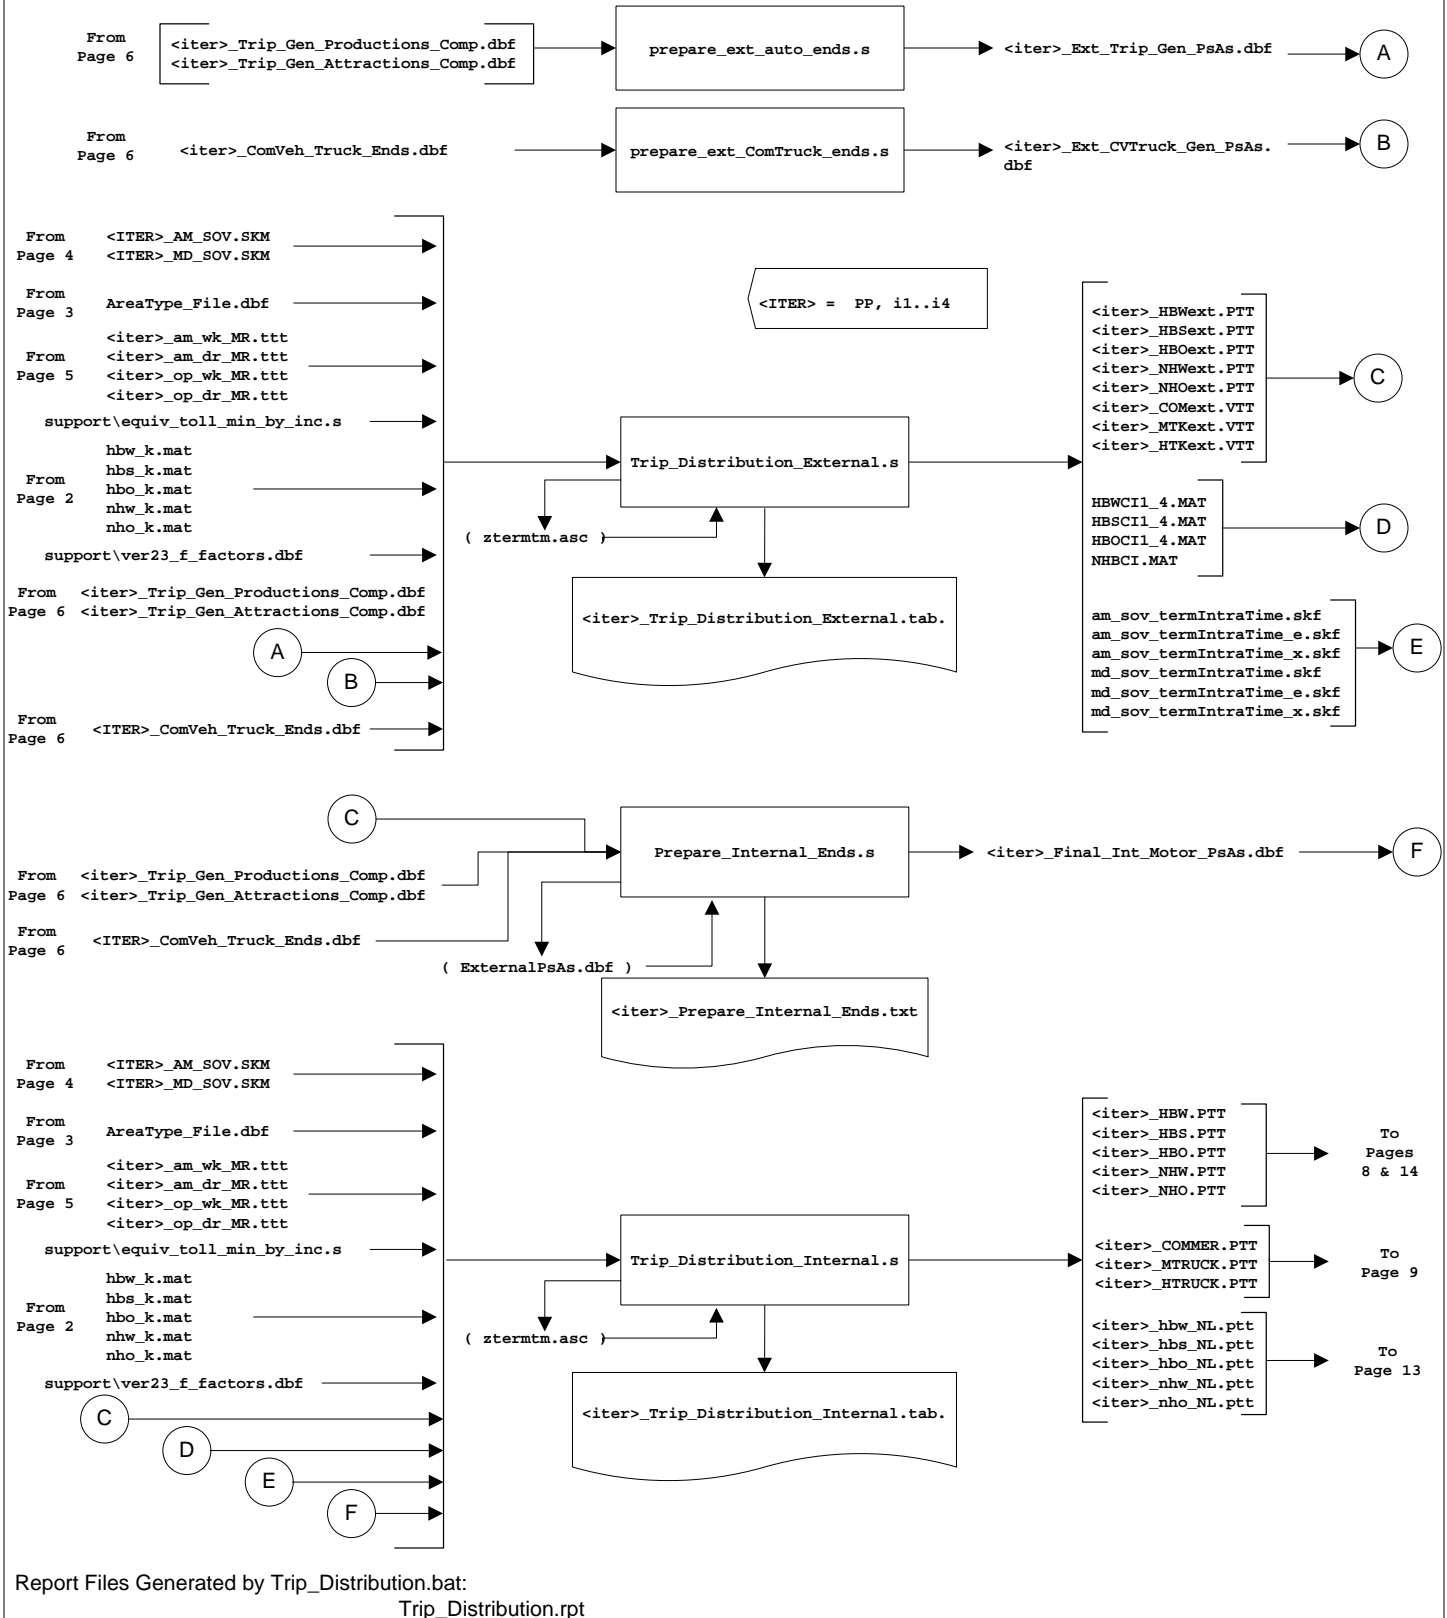 From
Page 6
<iter>_Trip_Gen_Productions_Comp.dbf
<iter>_Trip_Gen_Attractions_Comp.dbf
prepare_ext_auto_ends.s
<iter>_Ext_Trip_Gen_PsAs.dbf
A
From
Page 6
<iter>_ComVeh_Truck_Ends.dbf
prepare_ext_ComTruck_ends.s
<iter>_Ext_CVTruck_Gen_PsAs.
dbf
B
From
Page 4
<ITER>_AM_SOV.SKM
<ITER>_MD_SOV.SKM
From
Page 3
AreaType_File.dbf
From
Page 5
<iter>_am_wk_MR.ttt
<iter>_am_dr_MR.ttt
<iter>_op_wk_MR.ttt
<iter>_op_dr_MR.ttt
support\equiv_toll_min_by_inc.s
From
Page 2
hbw_k.mat
hbs_k.mat
hbo_k.mat
nhw_k.mat
nho_k.mat
support\ver23_f_factors.dbf
From
Page 6
<iter>_Trip_Gen_Productions_Comp.dbf
<iter>_Trip_Gen_Attractions_Comp.dbf
A
B
From
Page 6
<ITER>_ComVeh_Truck_Ends.dbf
<ITER> = PP, i1..i4
Trip_Distribution_External.s
( ztermtm.asc )
<iter>_Trip_Distribution_External.tab.
<iter>_HBWext.PTT
<iter>_HBSext.PTT
<iter>_HBOext.PTT
<iter>_NHWext.PTT
<iter>_NHOext.PTT
<iter>_COMext.VTT
<iter>_MTKext.VTT
<iter>_HTKext.VTT
C
HBWCI1_4.MAT
HBSCI1_4.MAT
HBOCI1_4.MAT
NHBCI.MAT
D
am_sov_termIntraTime.skf
am_sov_termIntraTime_e.skf
am_sov_termIntraTime_x.skf
md_sov_termIntraTime.skf
md_sov_termIntraTime_e.skf
md_sov_termIntraTime_x.skf
E
C
From
Page 6
<iter>_Trip_Gen_Productions_Comp.dbf
<iter>_Trip_Gen_Attractions_Comp.dbf
From
Page 6
<ITER>_ComVeh_Truck_Ends.dbf
Prepare_Internal_Ends.s
( ExternalPsAs.dbf )
<iter>_Prepare_Internal_Ends.txt
<iter>_Final_Int_Motor_PsAs.dbf
F
From
Page 4
<ITER>_AM_SOV.SKM
<ITER>_MD_SOV.SKM
From
Page 3
AreaType_File.dbf
From
Page 5
<iter>_am_wk_MR.ttt
<iter>_am_dr_MR.ttt
<iter>_op_wk_MR.ttt
<iter>_op_dr_MR.ttt
support\equiv_toll_min_by_inc.s
From
Page 2
hbw_k.mat
hbs_k.mat
hbo_k.mat
nhw_k.mat
nho_k.mat
support\ver23_f_factors.dbf
C
D
E
F
Trip_Distribution_Internal.s
( ztermtm.asc )
<iter>_Trip_Distribution_Internal.tab.
<iter>_HBW.PTT
<iter>_HBS.PTT
<iter>_HBO.PTT
<iter>_NHW.PTT
<iter>_NHO.PTT
To
Pages
8 & 14
<iter>_COMMER.PTT
<iter>_MTRUCK.PTT
<iter>_HTRUCK.PTT
To
Page 9
<iter>_hbw_NL.ptt
<iter>_hbs_NL.ptt
<iter>_hbo_NL.ptt
<iter>_nhw_NL.ptt
<iter>_nho_NL.ptt
To
Page 13
Report Files Generated by Trip_Distribution.bat:
Trip_Distribution.rpt